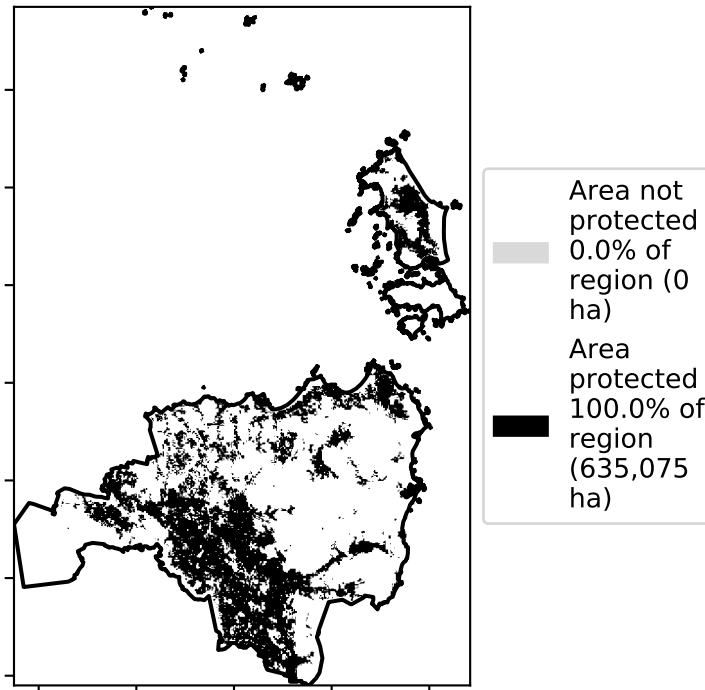 Area not
protected
0.0% of
region (0
ha)
Area
protected
100.0% of
region
(635,075
ha)